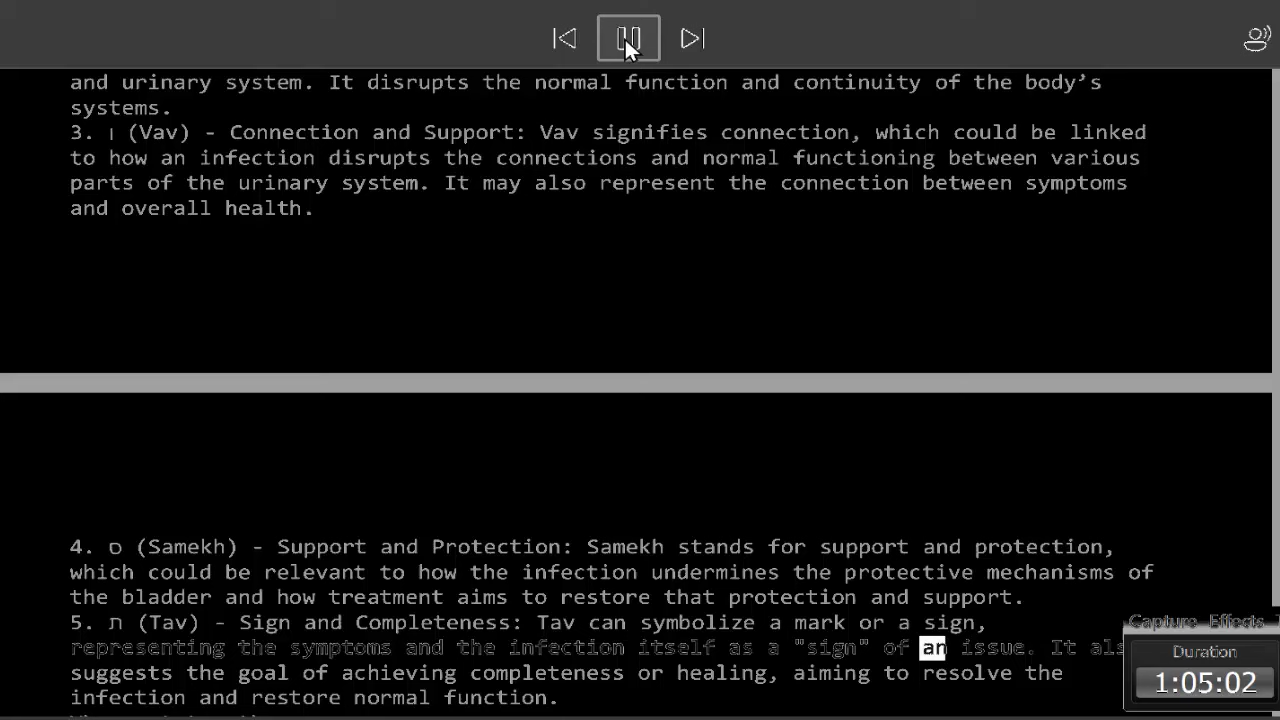 and urinary system. It disrupts the normal function and continuity of the body’s
systems.
3. ו (Vav) - Connection and Support: Vav signifies connection, which could be linked
to how an infection disrupts the connections and normal functioning between various
parts of the urinary system. It may also represent the connection between symptoms
and overall health.
4. ס (Samekh) - Support and Protection: Samekh stands for support and protection,
which could be relevant to how the infection undermines the protective mechanisms of
the bladder and how treatment aims to restore that protection and support.
5. ת (Tav) - Sign and Completeness: Tav can symbolize a mark or a sign,
representing the symptoms and the infection itself as a "sign" of an issue. It als
suggests the goal of achieving completeness or healing, aiming to resolve the
infection and restore normal function.
Capture Effects
Duration
1:05:02